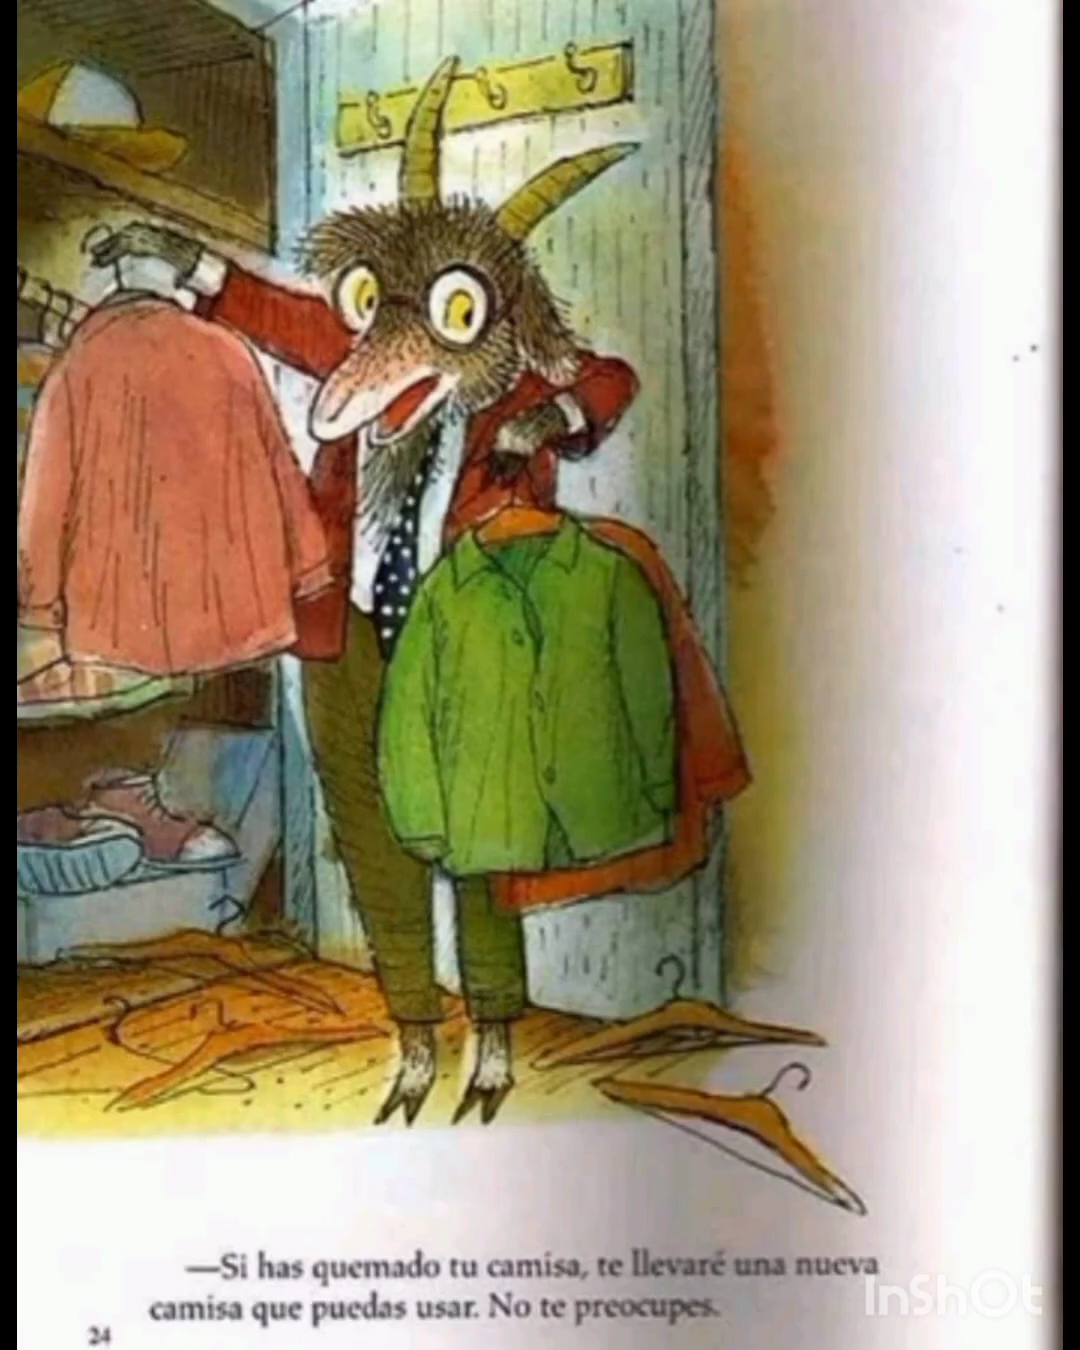 —Si has quemado tu camisa, te llevaré una nueva
camisa que puedas usar. No te preocupes.
24
InShOt